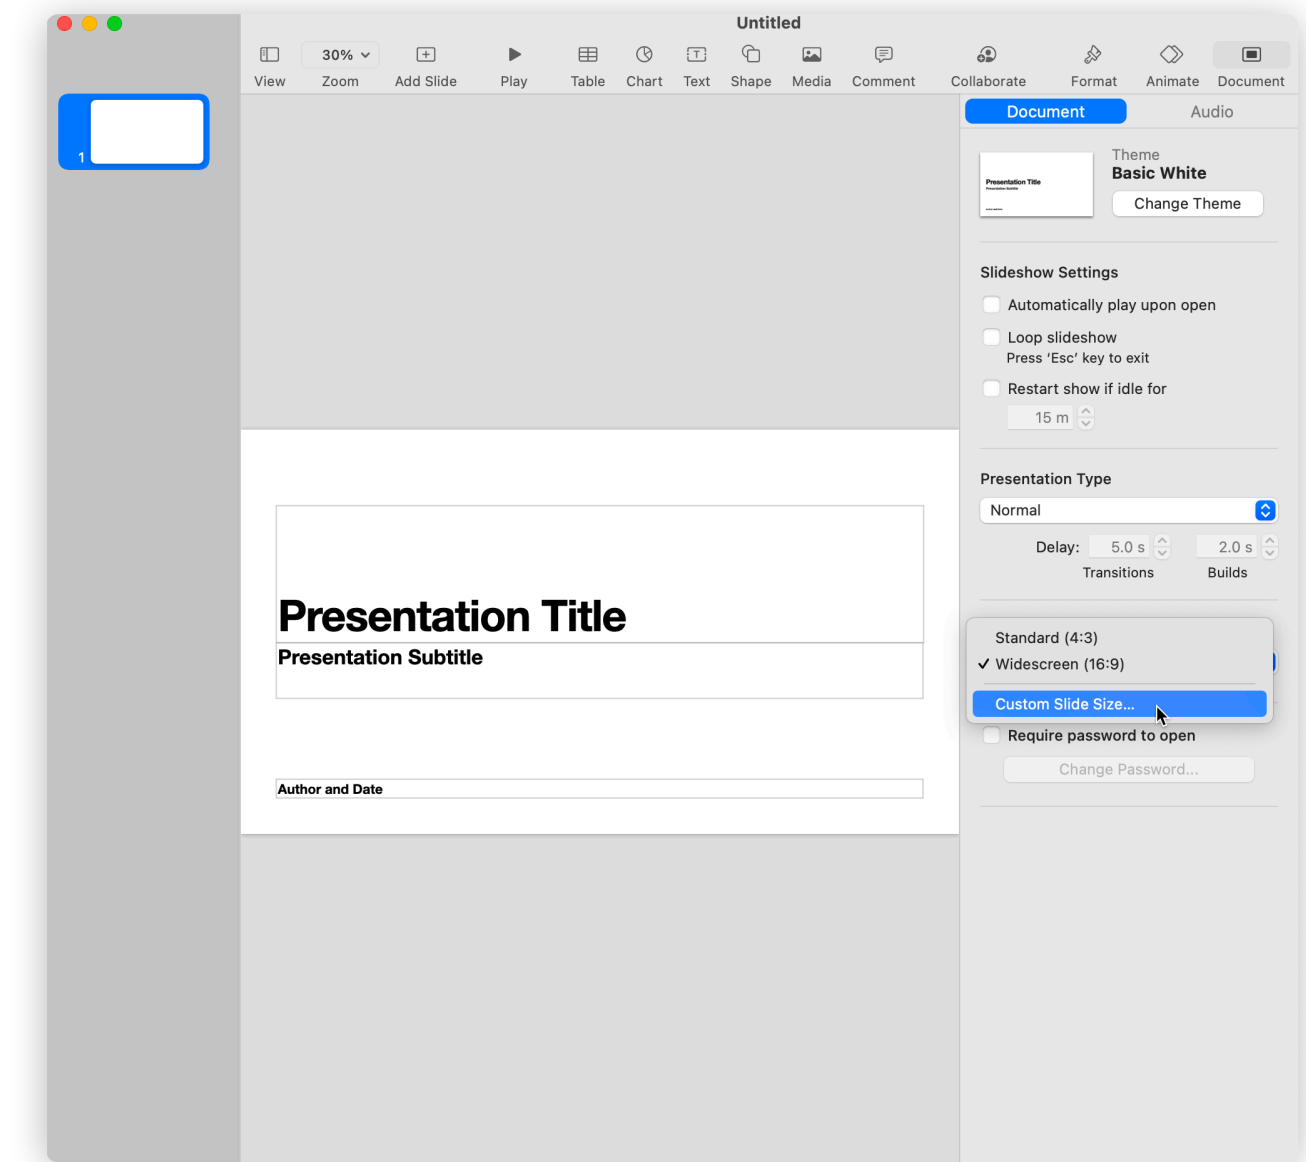 Untitled
30%
View
Zoom
Add Slide
Play
Table
Chart
Text
Shape
Media
Comment
Collaborate
Format
Animate
Document
1
Document
Audio
Presentation Title
Presentation Subtitle
Theme
Basic White
Change Theme
Slideshow Settings
Automatically play upon open
Loop slideshow
Press ‘Esc’ key to exit
Restart show if idle for
15 m
Presentation Type
Normal
Delay:
5.0 s
2.0 s
Transitions
Builds
Standard (4:3)
✓ Widescreen (16:9)
Custom Slide Size...
Require password to open
Change Password...
Presentation Title
Presentation Subtitle
Author and Date